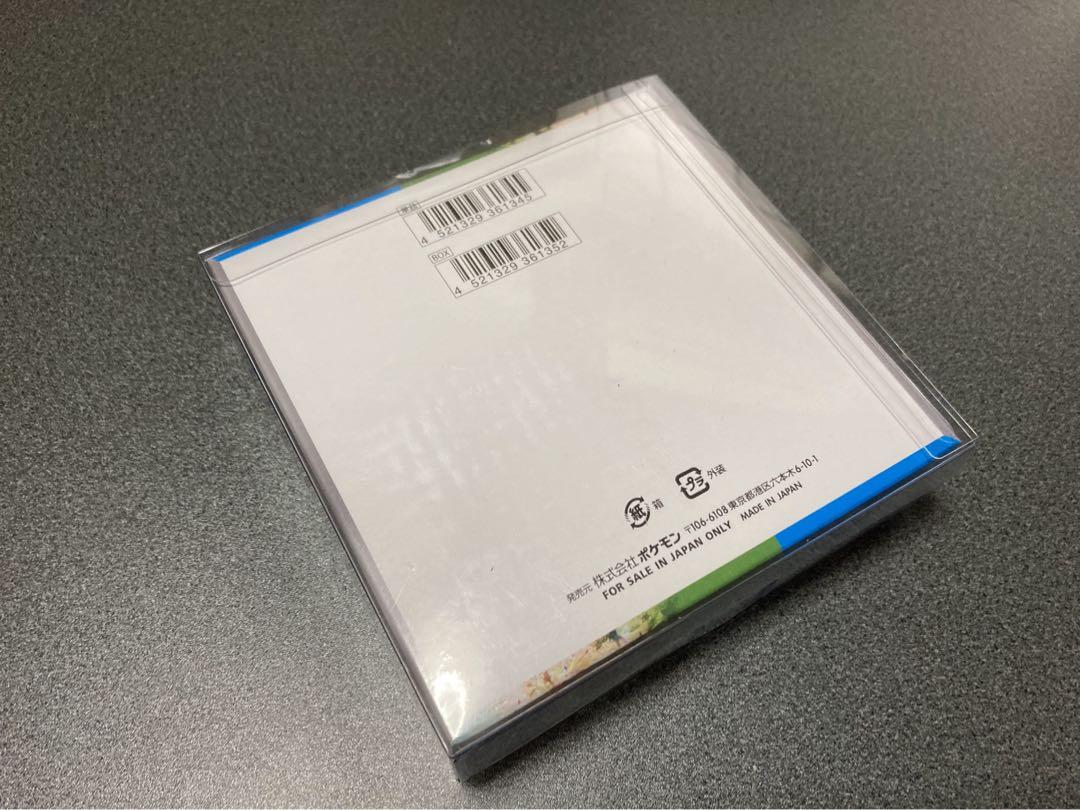 単品
4 521329 361345
BOX
4 521329 361352
紙 箱 プラ 外装
発売元 株式会社 ポケモン 〒106-6108 東京都港区六本木6-10-1
FOR SALE IN JAPAN ONLY MADE IN JAPAN